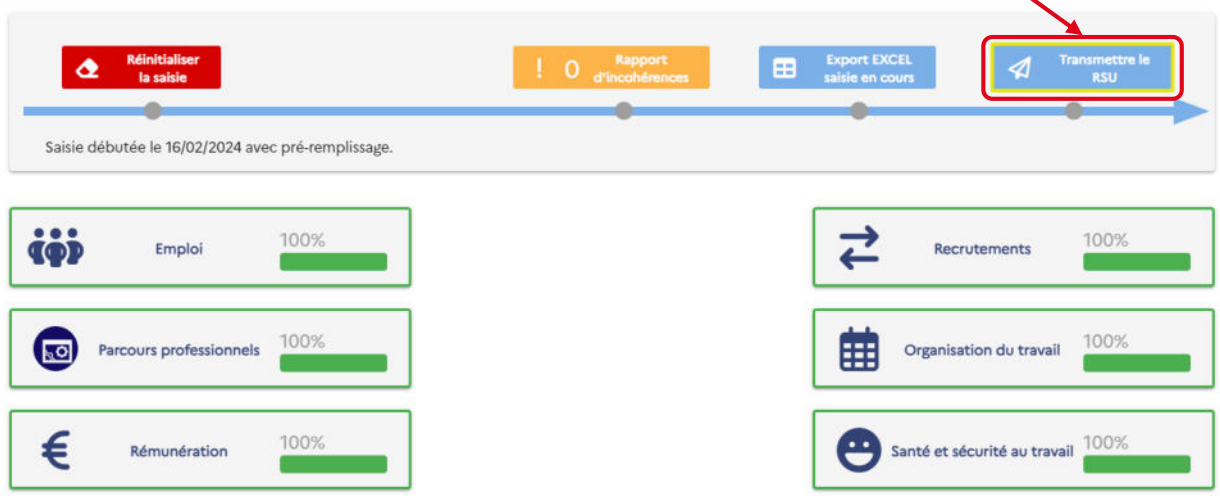 Réinitialiser
la saisie
! 0 Rapport
d'incohérences
Export EXCEL
saisie en cours
Transmettre le
RSU
Saisie débutée le 16/02/2024 avec pré-remplissage.
Emploi 100%
Recrutements 100%
Parcours professionnels 100%
Organisation du travail 100%
€ Rémunération 100%
Santé et sécurité au travail 100%